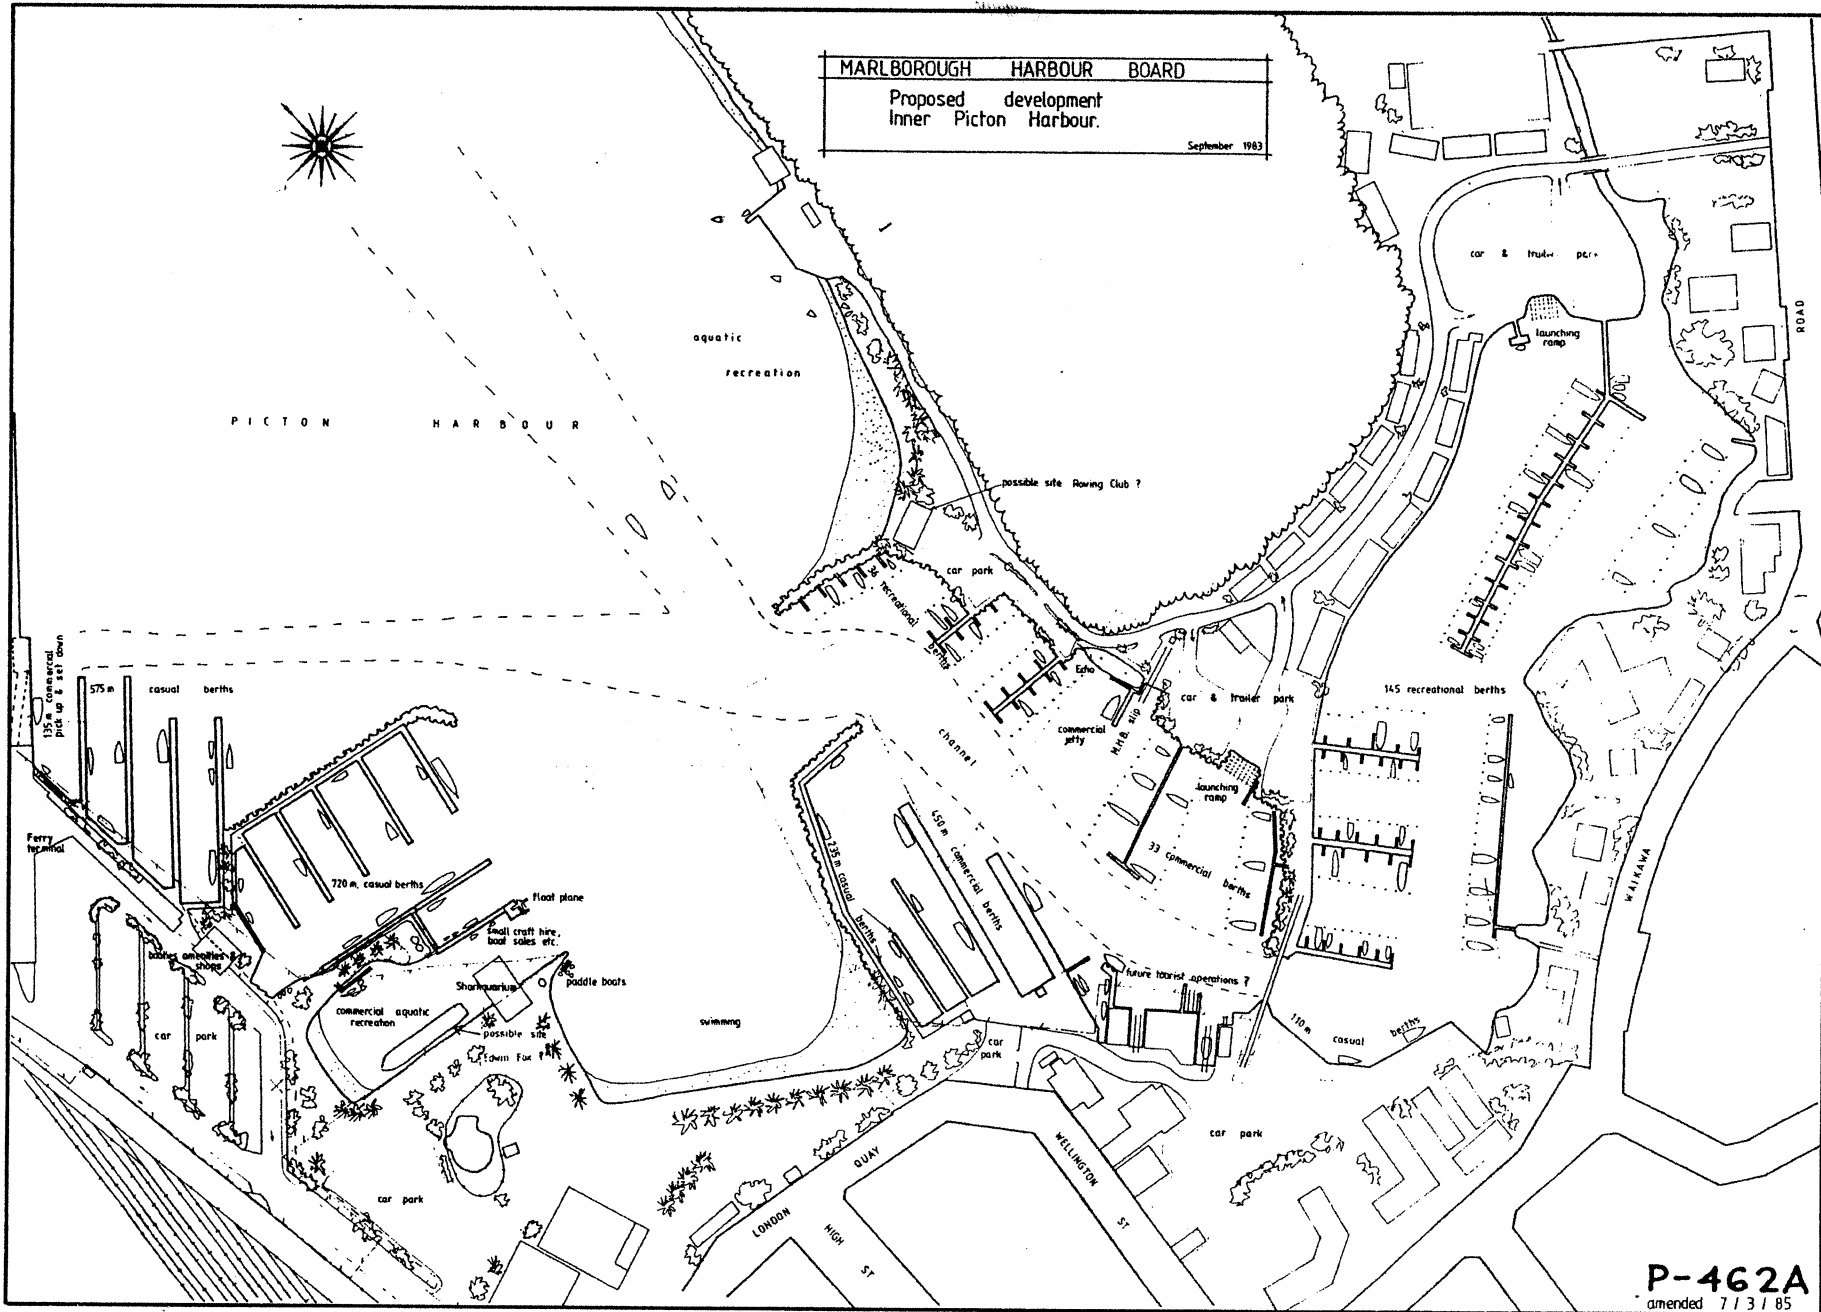 MARLBOROUGH HARBOUR BOARD
Proposed development
Inner Picton Harbour.
September 1983
car & trailer park
launching
ramp
ROAD
aquatic
recreation
PICTON HARBOUR
possible site Rowing Club ?
car park
36 recreational berths
135 m commercial
pick up & set down
575 m casual berths
Echo
car & trailer park
145 recreational berths
commercial
jetty
M.H.B. slip
channel
launching
ramp
Ferry
terminal
720 m. casual berths
235 m casual berths
450 m commercial berths
33 commercial berths
WAIKAWA
float plane
small craft hire,
boat sales etc.
amenities &
shops
Sharkquarium
paddle boats
future tourist operations ?
commercial aquatic
recreation
possible site
Edwin Fox ?
swimming
car park
car
park
110 m casual berths
car park
car park
LONDON QUAY
HIGH ST
WELLINGTON ST
P-462A
amended 7/3/85